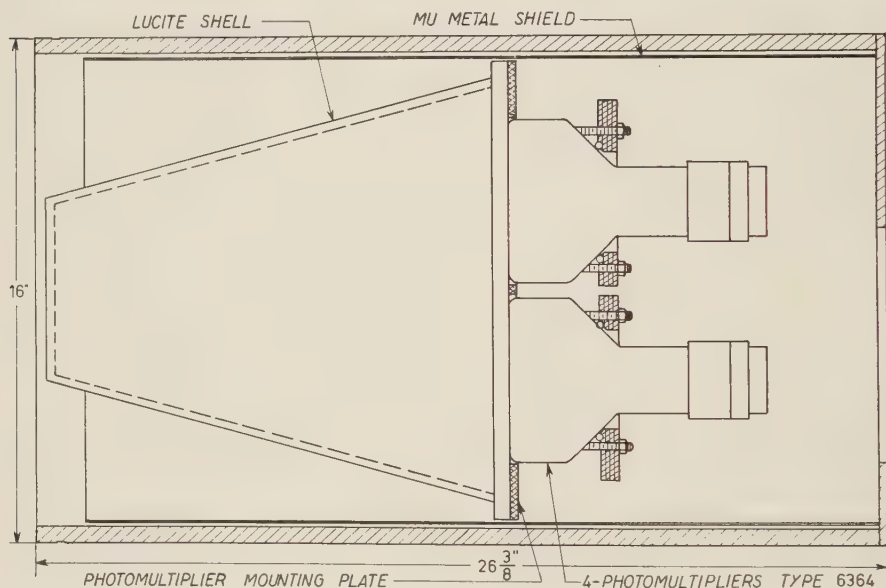 LUCITE SHELL
MU METAL SHIELD
16"
26 3/8"
PHOTOMULTIPLIER MOUNTING PLATE
4-PHOTOMULTIPLIERS TYPE 6364